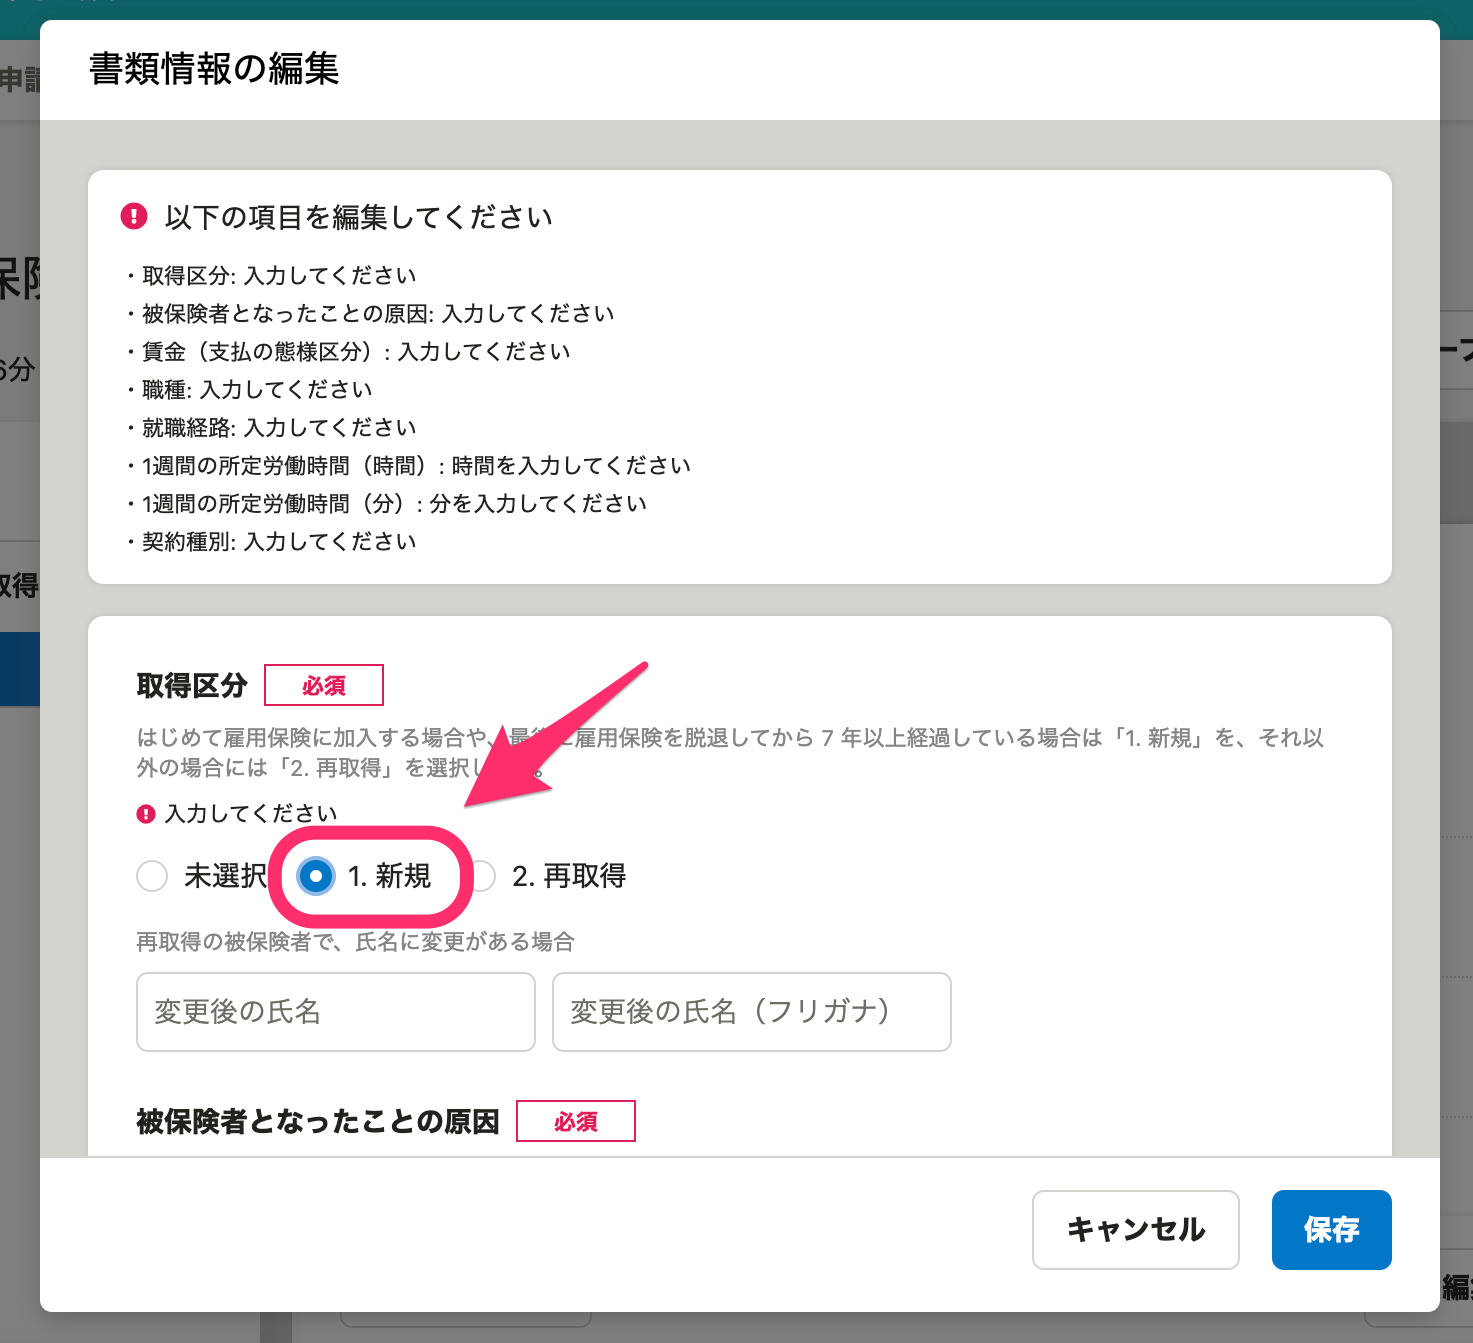 書類情報の編集
申請
以下の項目を編集してください
・取得区分: 入力してください
・被保険者となったことの原因: 入力してください
・賃金（支払の態様区分）: 入力してください
・職種: 入力してください
・就職経路: 入力してください
・1週間の所定労働時間（時間）: 時間を入力してください
・1週間の所定労働時間（分）: 分を入力してください
・契約種別: 入力してください
保険
6分
ープ
取得
取得区分 必須
はじめて雇用保険に加入する場合や、最後に雇用保険を脱退してから 7 年以上経過している場合は「1. 新規」を、それ以
外の場合には「2. 再取得」を選択し
入力してください
未選択 1. 新規 2. 再取得
再取得の被保険者で、氏名に変更がある場合
変更後の氏名 変更後の氏名（フリガナ）
被保険者となったことの原因 必須
キャンセル 保存
編集